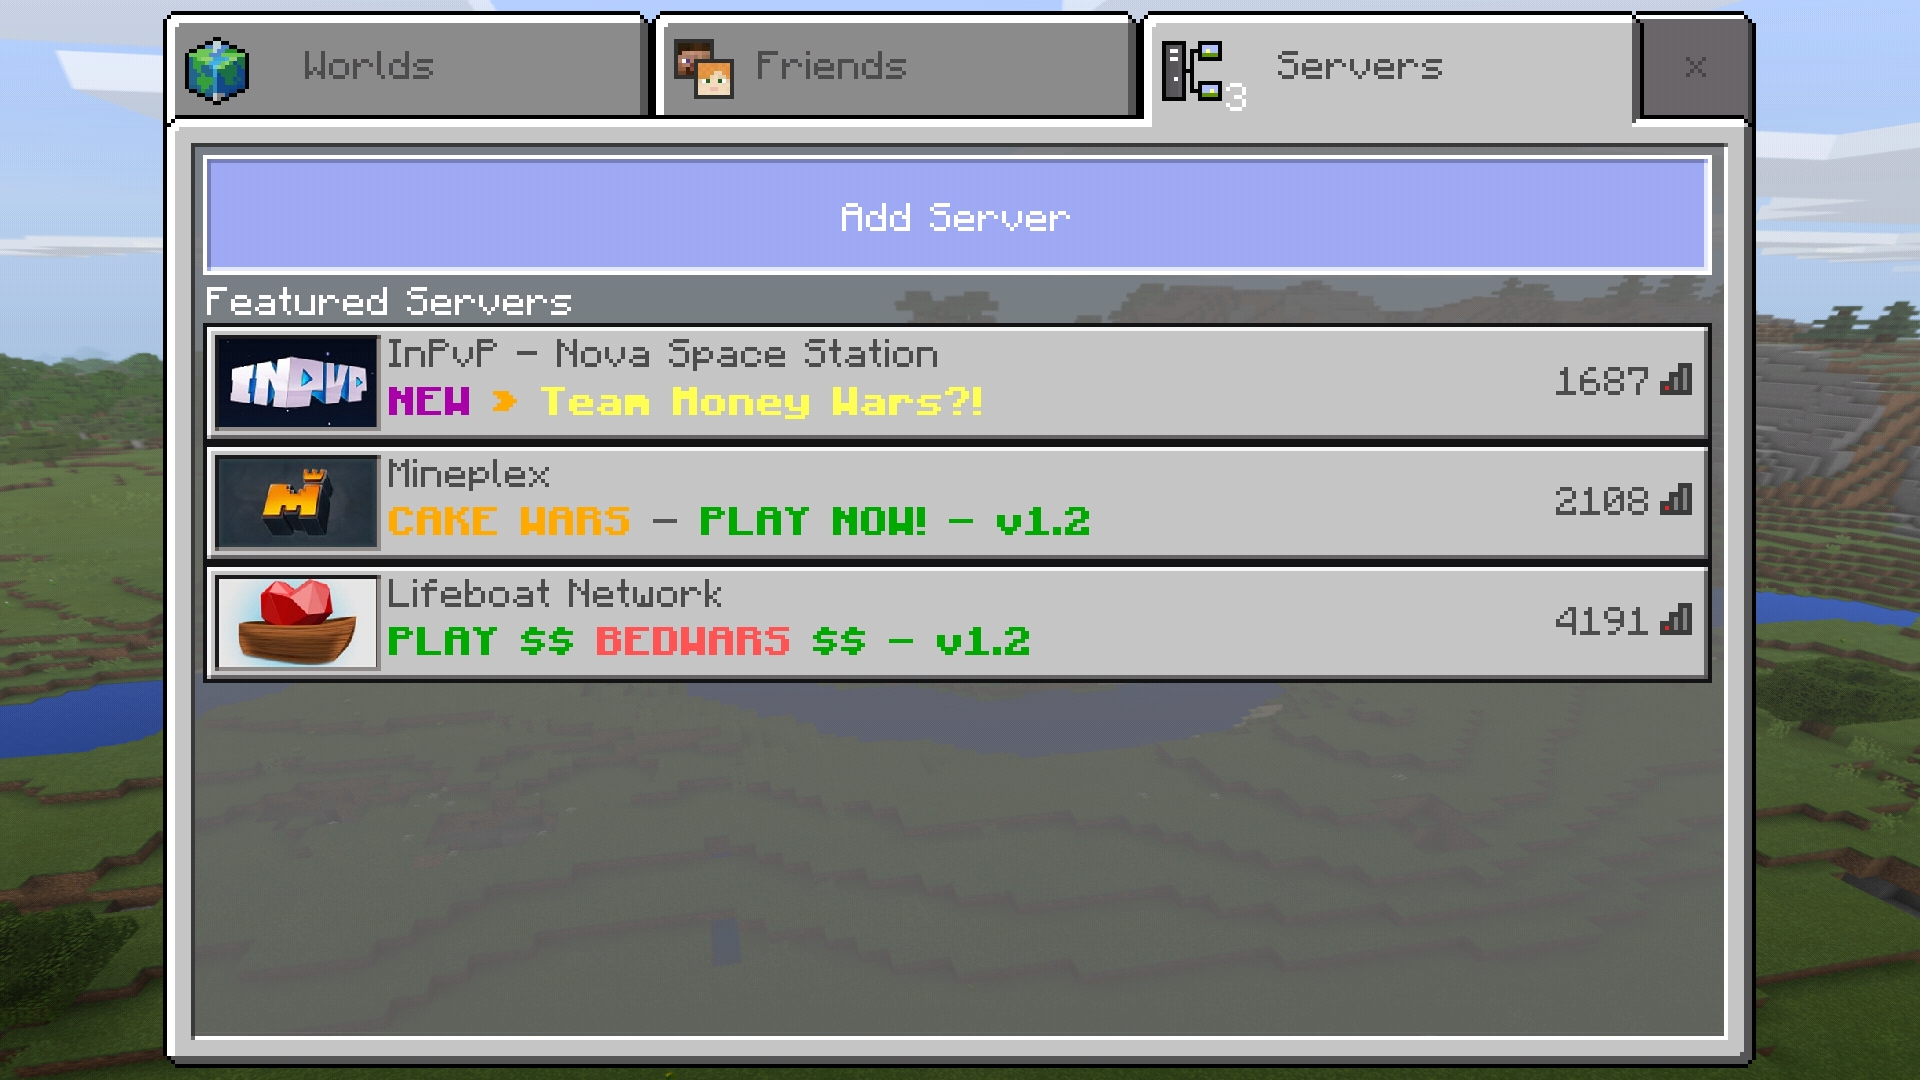 Worlds
Friends
3
Servers
×
Add Server
Featured Servers
INPVP
InPvP - Nova Space Station
NEW > Team Money Wars?!
1687
M
Mineplex
CAKE WARS - PLAY NOW! - v1.2
2108
Lifeboat Network
PLAY $$ BEDWARS $$ - v1.2
4191